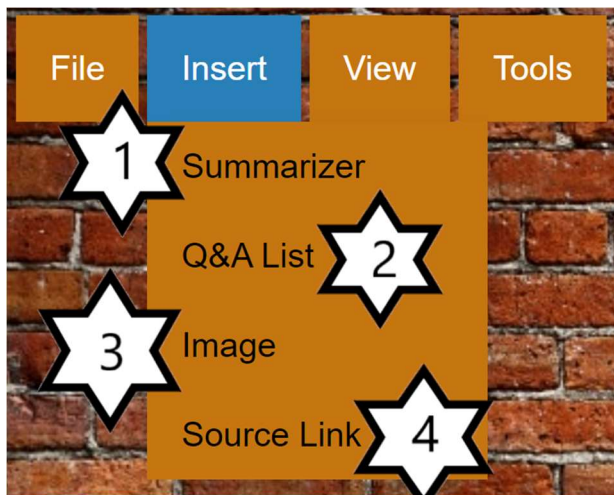 File Insert View Tools
1 Summarizer
Q&A List 2
3 Image
Source Link 4